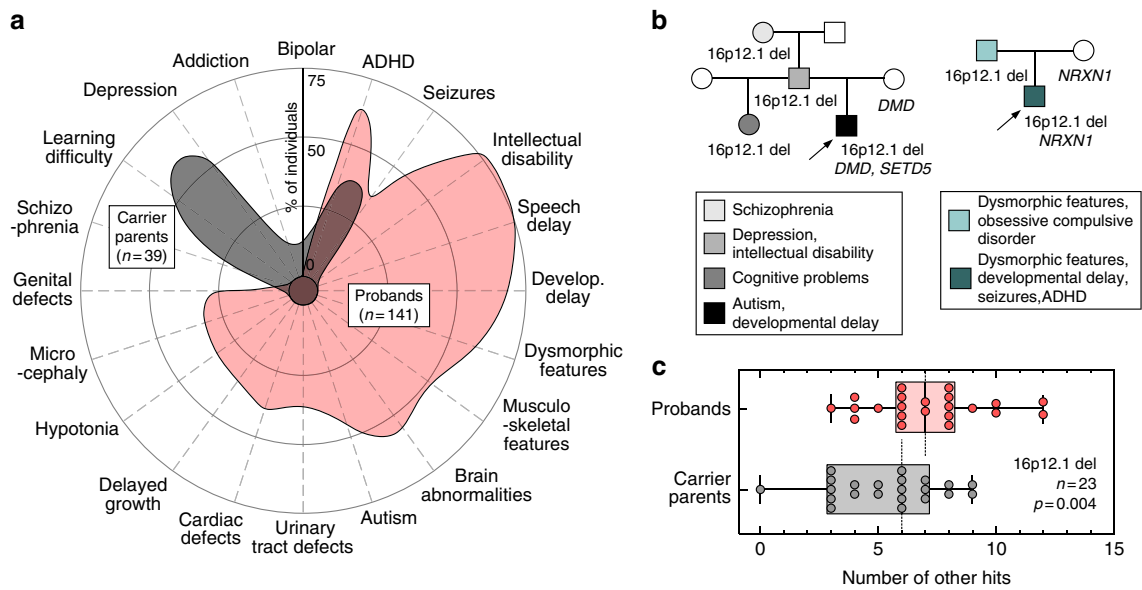 a
Bipolar
ADHD
Seizures
Intellectual
disability
Speech
delay
Develop.
delay
Dysmorphic
features
Musculo
-skeletal
features
Brain
abnormalities
Autism
Urinary
tract defects
Cardiac
defects
Delayed
growth
Hypotonia
Micro
-cephaly
Genital
defects
Schizo
-phrenia
Learning
difficulty
Depression
Addiction
75
50
0
% of individuals
Carrier
parents
(n=39)
Probands
(n=141)
b
16p12.1 del
16p12.1 del
DMD
16p12.1 del
16p12.1 del
DMD, SETD5
16p12.1 del
NRXN1
16p12.1 del
NRXN1
Schizophrenia
Depression,
intellectual disability
Cognitive problems
Autism,
developmental delay
Dysmorphic features,
obsessive compulsive
disorder
Dysmorphic features,
developmental delay,
seizures,ADHD
c
Probands
Carrier
parents
16p12.1 del
n=23
p=0.004
0
5
10
15
Number of other hits